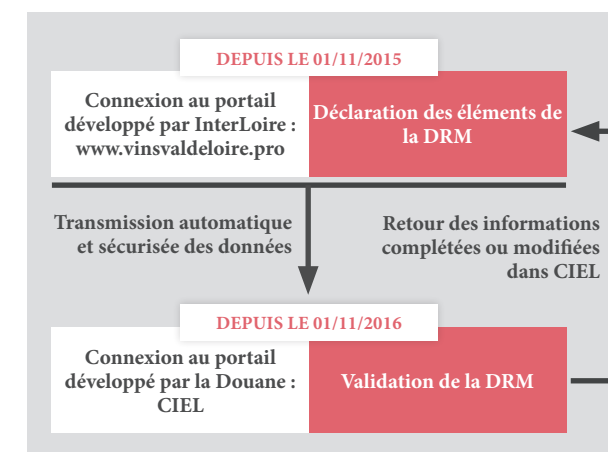 DEPUIS LE 01/11/2015
Connexion au portail
développé par InterLoire :
www.vinsvaldeloire.pro
Déclaration des éléments de
la DRM
Transmission automatique
et sécurisée des données
Retour des informations
complétées ou modifiées
dans CIEL
DEPUIS LE 01/11/2016
Connexion au portail
développé par la Douane :
CIEL
Validation de la DRM